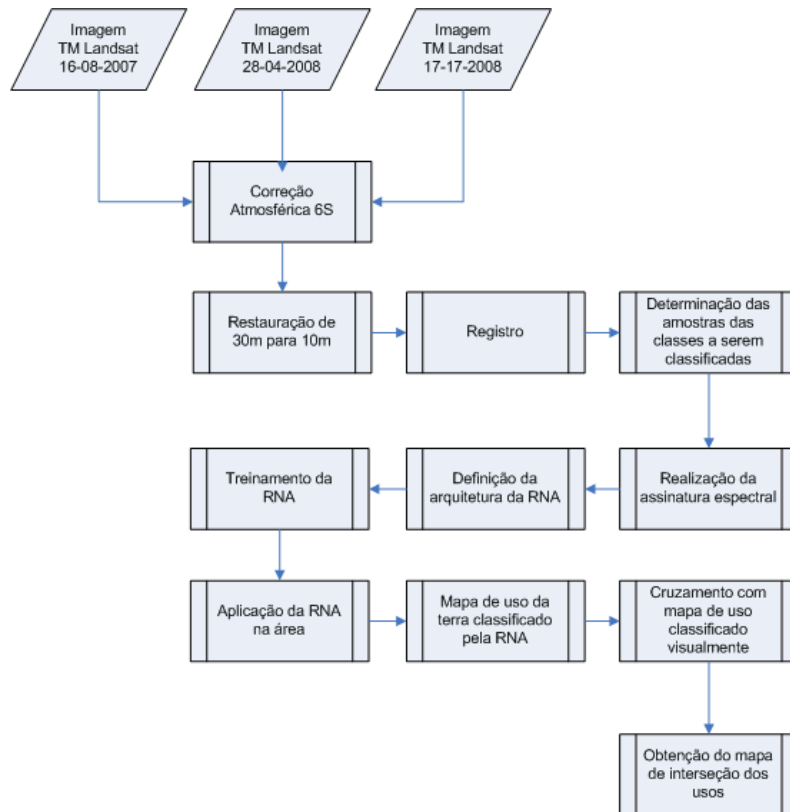 Imagem
TM Landsat
16-08-2007
Imagem
TM Landsat
28-04-2008
Imagem
TM Landsat
17-17-2008
Correção
Atmosférica 6S
Restauração de
30m para 10m
Registro
Determinação das
amostras das
classes a serem
classificadas
Realização da
assinatura espectral
Definição da
arquitetura da RNA
Treinamento da
RNA
Aplicação da RNA
na área
Mapa de uso da
terra classificado
pela RNA
Cruzamento com
mapa de uso
classificado
visualmente
Obtenção do mapa
de interseção dos
usos